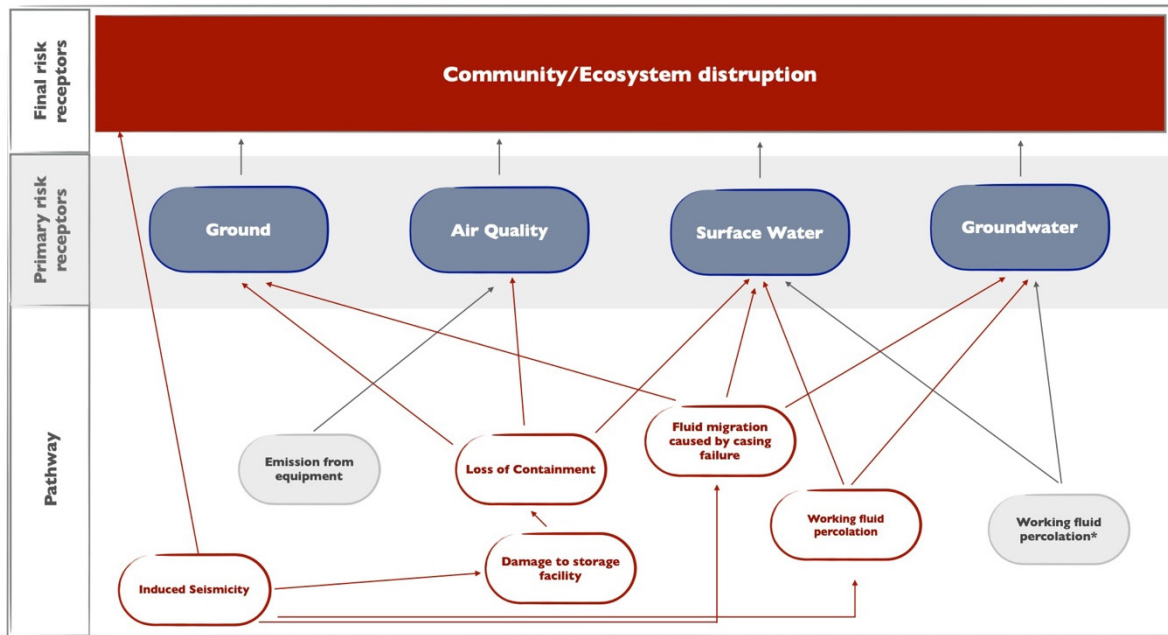 Final risk
receptors
Community/Ecosystem distruption
Primary risk
receptors
Ground
Air Quality
Surface Water
Groundwater
Pathway
Emission from
equipment
Loss of Containment
Fluid migration
caused by casing
failure
Working fluid
percolation
Working fluid
percolation*
Damage to storage
facility
Induced Seismicity